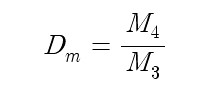 D_m = M_4 / M_3